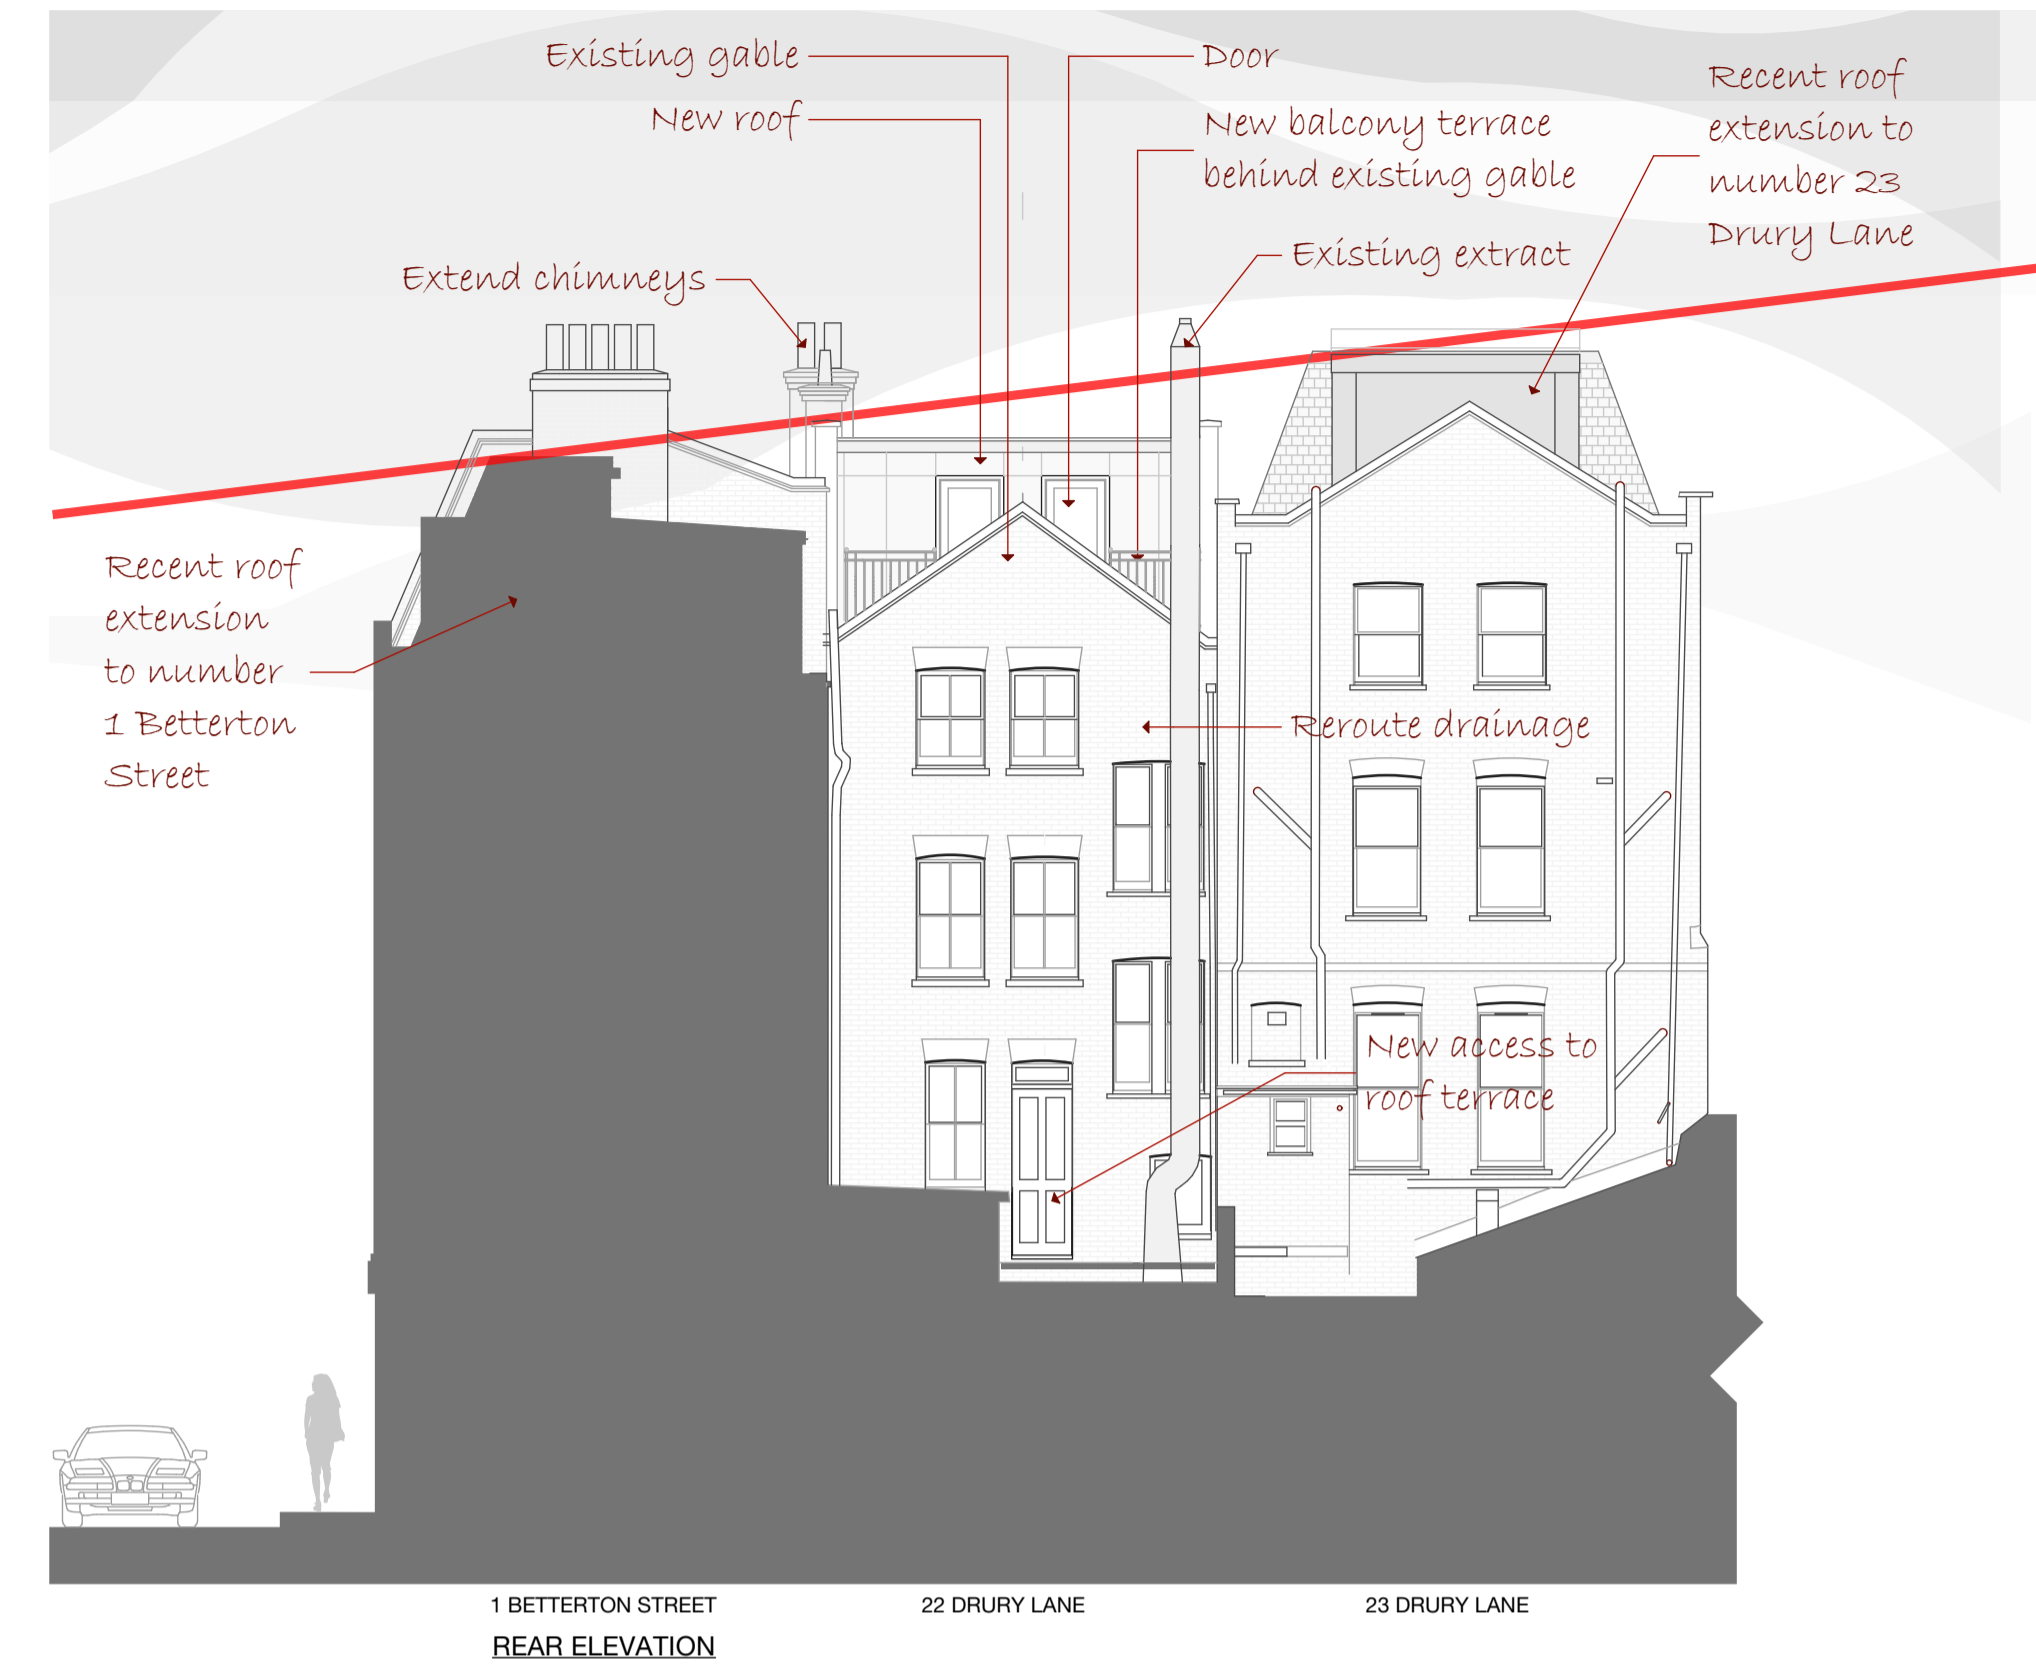 Existing gable
Door
New roof
New balcony terrace
behind existing gable
Recent roof
extension to
number 23
Drury Lane
Existing extract
Extend chimneys
Recent roof
extension
to number
1 Betterton
Street
Reroute drainage
New access to
roof terrace
1 BETTERTON STREET
22 DRURY LANE
23 DRURY LANE
REAR ELEVATION